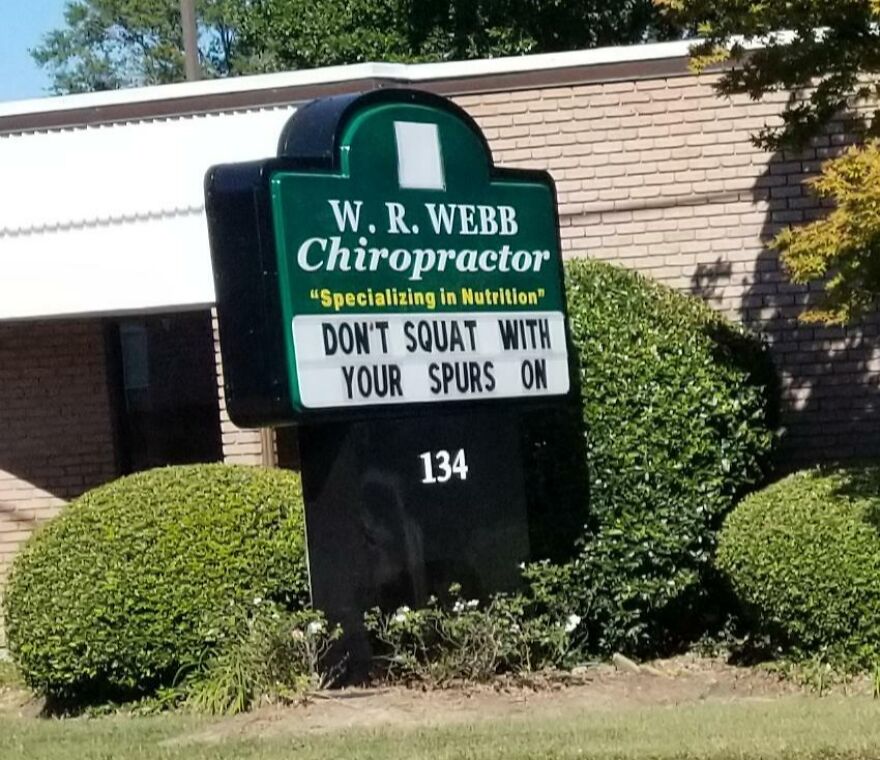 W. R. WEBB
Chiropractor
"Specializing in Nutrition"
DON'T SQUAT WITH
YOUR SPURS ON
134